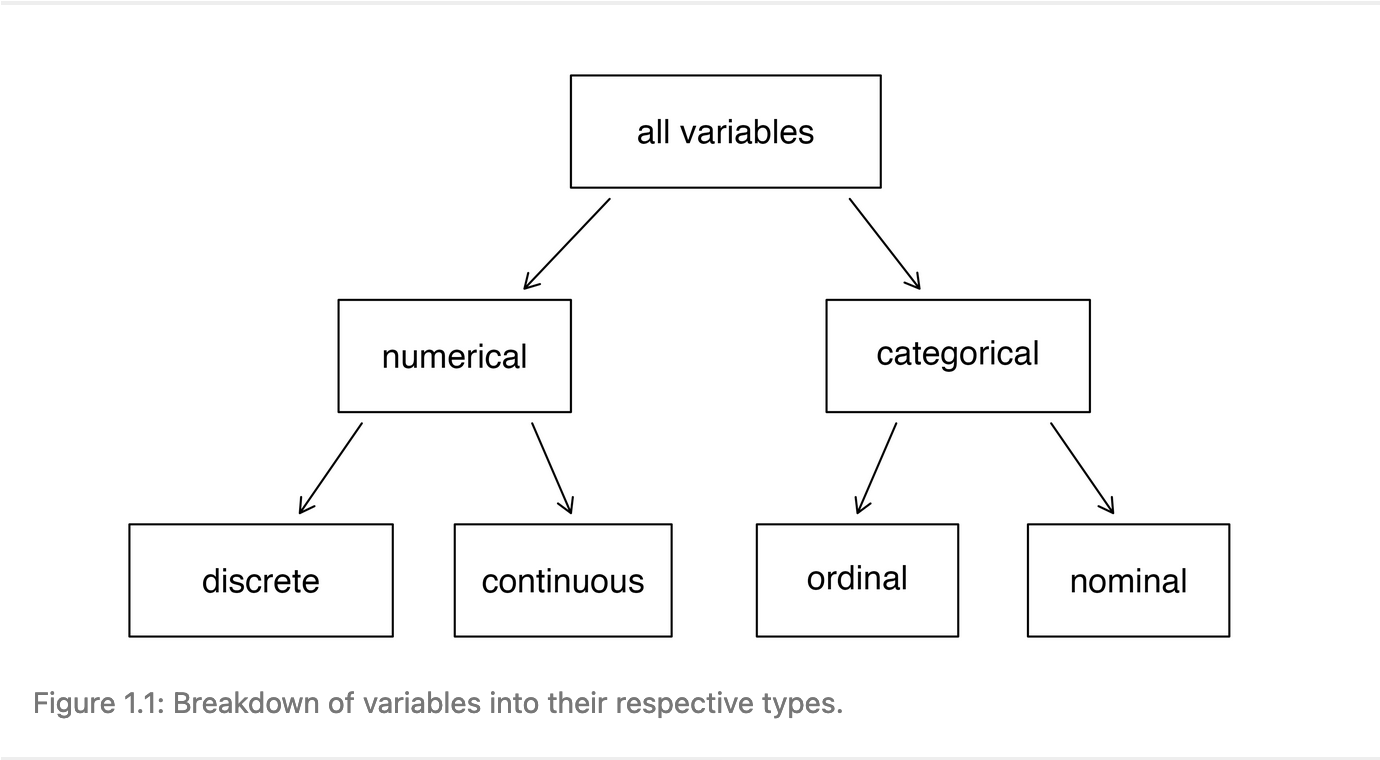 all variables
numerical
categorical
discrete
continuous
ordinal
nominal
Figure 1.1: Breakdown of variables into their respective types.